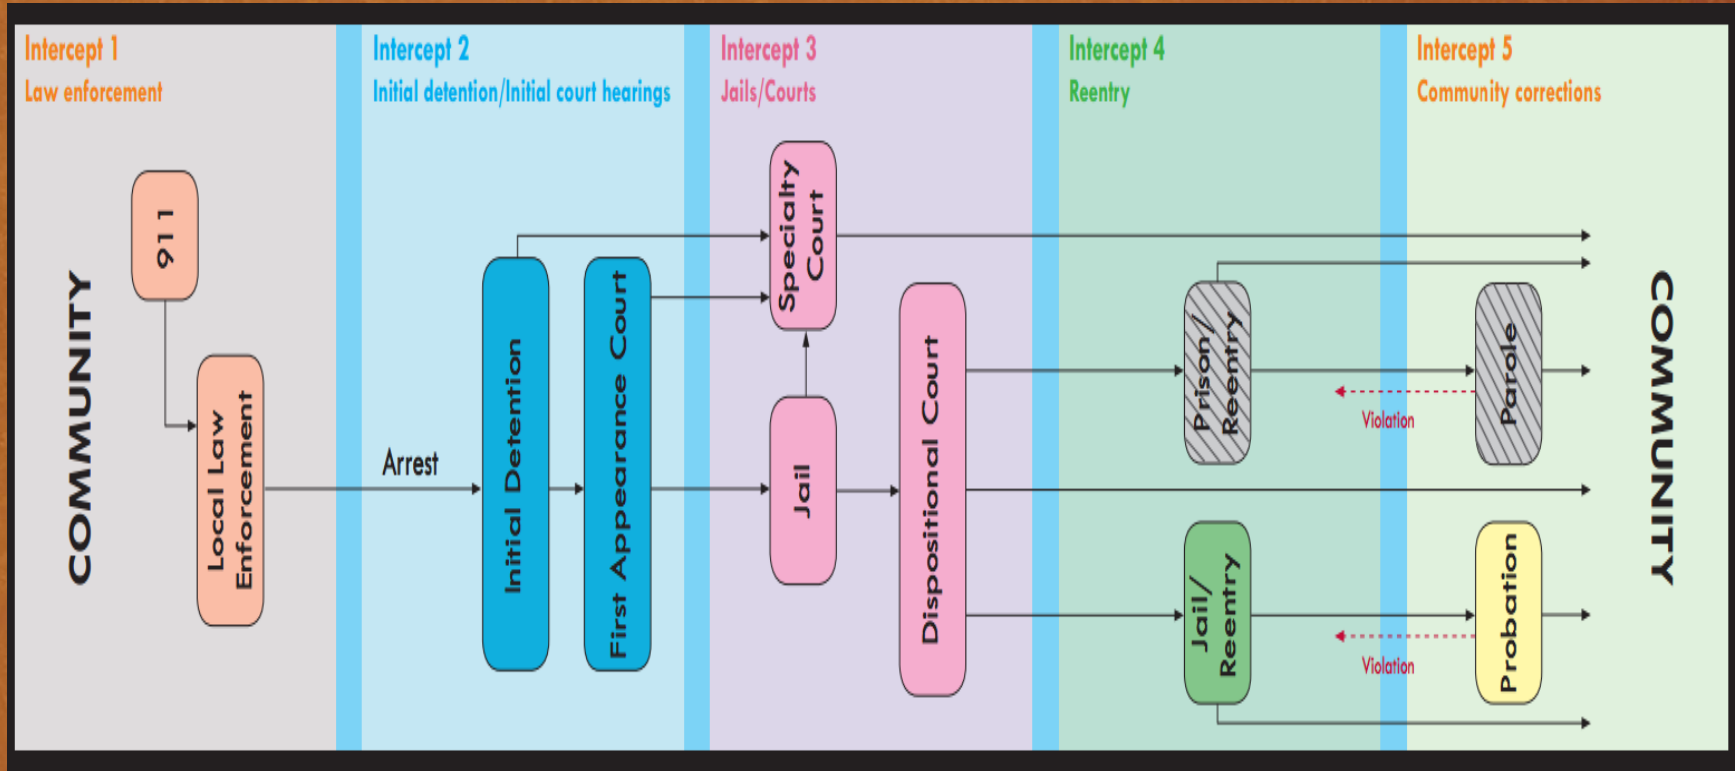 Intercept 1
Law enforcement
Intercept 2
Initial detention/Initial court hearings
Intercept 3
Jails/Courts
Intercept 4
Reentry
Intercept 5
Community corrections
COMMUNITY
911
Local Law
Enforcement
Arrest
Initial Detention
First Appearance Court
Specialty
Court
Jail
Dispositional Court
Prison/
Reentry
Violation
Parole
Jail/
Reentry
Violation
Probation
COMMUNITY